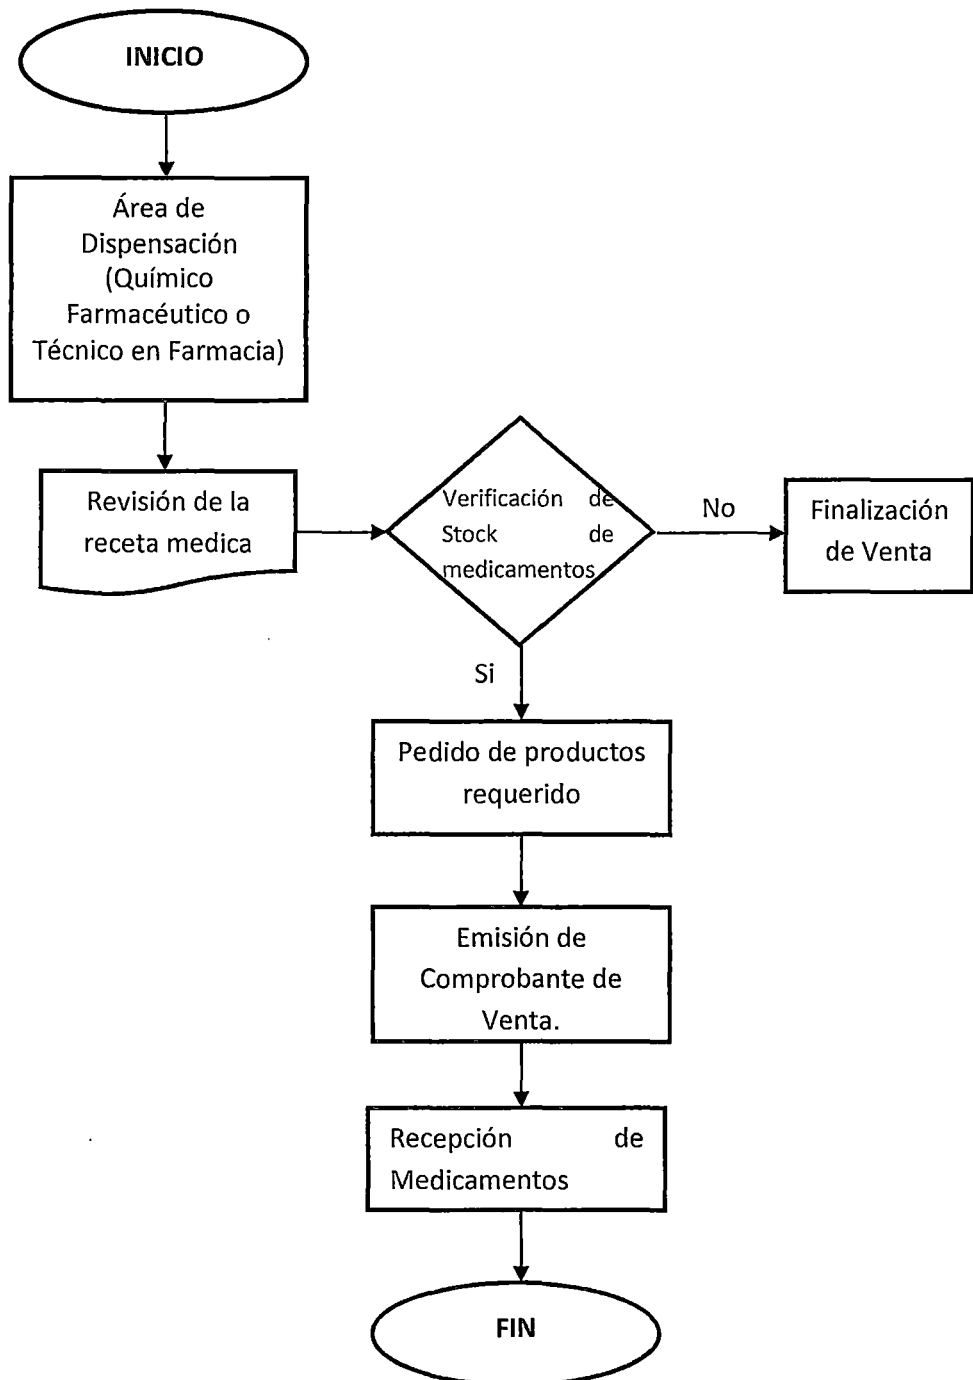 INICIO
Área de
Dispensación
(Químico
Farmacéutico o
Técnico en Farmacia)
Revisión de la
receta medica
Verificación de
Stock de
medicamentos
No
Finalización
de Venta
Si
Pedido de productos
requerido
Emisión de
Comprobante de
Venta.
Recepción de
Medicamentos
FIN